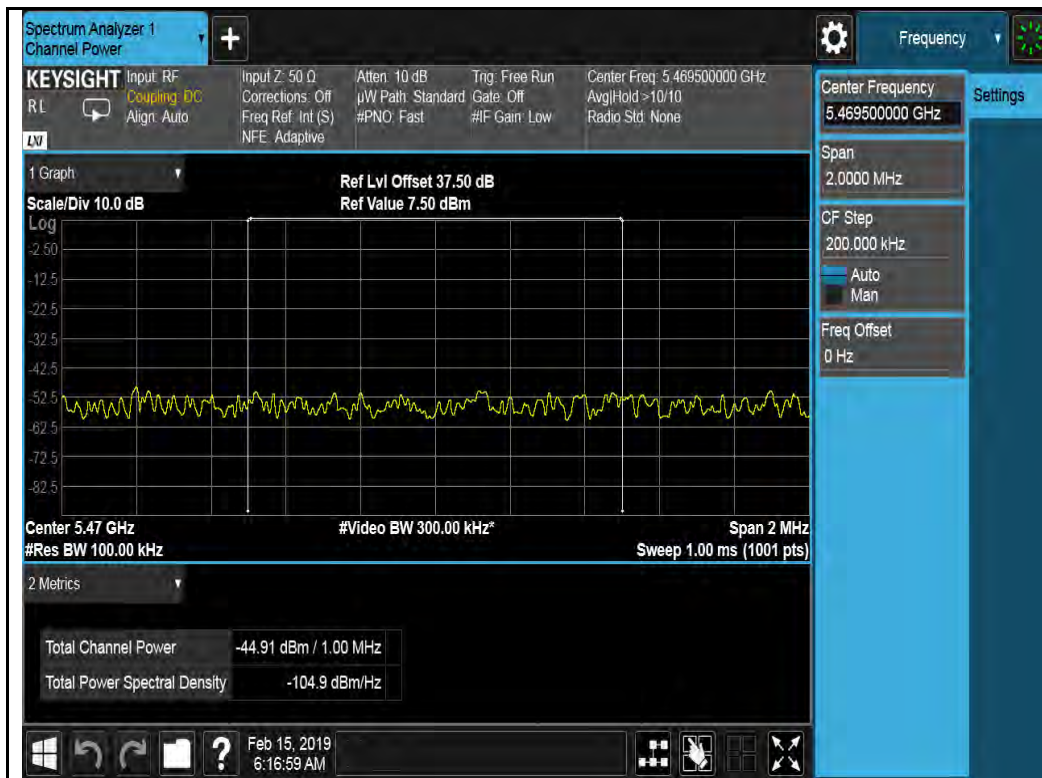 Spectrum Analyzer 1
Channel Power
+
Frequency
KEYSIGHT
RL
LXI
Input: RF
Coupling: DC
Align: Auto
Input Z: 50 Ω
Corrections: Off
Freq Ref: Int (S)
NFE: Adaptive
Atten: 10 dB
µW Path: Standard
#PNO: Fast
Trig: Free Run
Gate: Off
#IF Gain: Low
Center Freq: 5.469500000 GHz
Avg|Hold >10/10
Radio Std: None
Center Frequency
5.469500000 GHz
Settings
Span
2.0000 MHz
CF Step
200.000 kHz
Auto
Man
Freq Offset
0 Hz
1 Graph
Scale/Div 10.0 dB
Ref Lvl Offset 37.50 dB
Ref Value 7.50 dBm
Log
-2.50
-12.5
-22.5
-32.5
-42.5
-52.5
-62.5
-72.5
-82.5
Center 5.47 GHz
#Video BW 300.00 kHz*
Span 2 MHz
#Res BW 100.00 kHz
Sweep 1.00 ms (1001 pts)
2 Metrics
Total Channel Power -44.91 dBm / 1.00 MHz
Total Power Spectral Density -104.9 dBm/Hz
?
Feb 15, 2019
6:16:59 AM